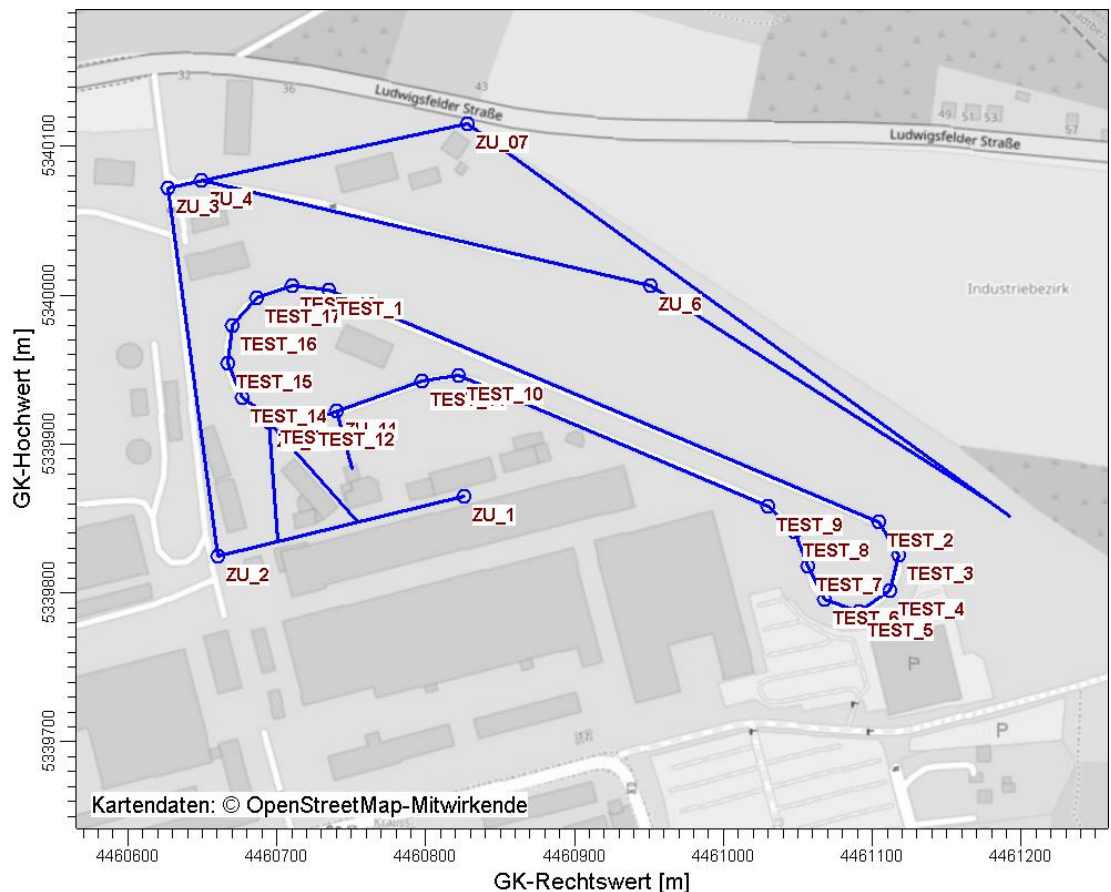 32
36
43
Ludwigsfelder Straße
49
51
53
57
Ludwigsfelder Straße
ZU_07
ZU_3
ZU_4
ZU_6
Industriebezirk
TEST_1
TEST_17
TEST_16
TEST_15
TEST_14
TEST_10
TEST_12
ZU_1
ZU_2
TEST_9
TEST_8
TEST_7
TEST_6
TEST_5
TEST_2
TEST_3
TEST_4
P
P
Kartendaten: © OpenStreetMap-Mitwirkende
GK-Hochwert [m]
5340100
5340000
5339900
5339800
5339700
4460600
4460700
4460800
4460900
4461000
4461100
4461200
GK-Rechtswert [m]